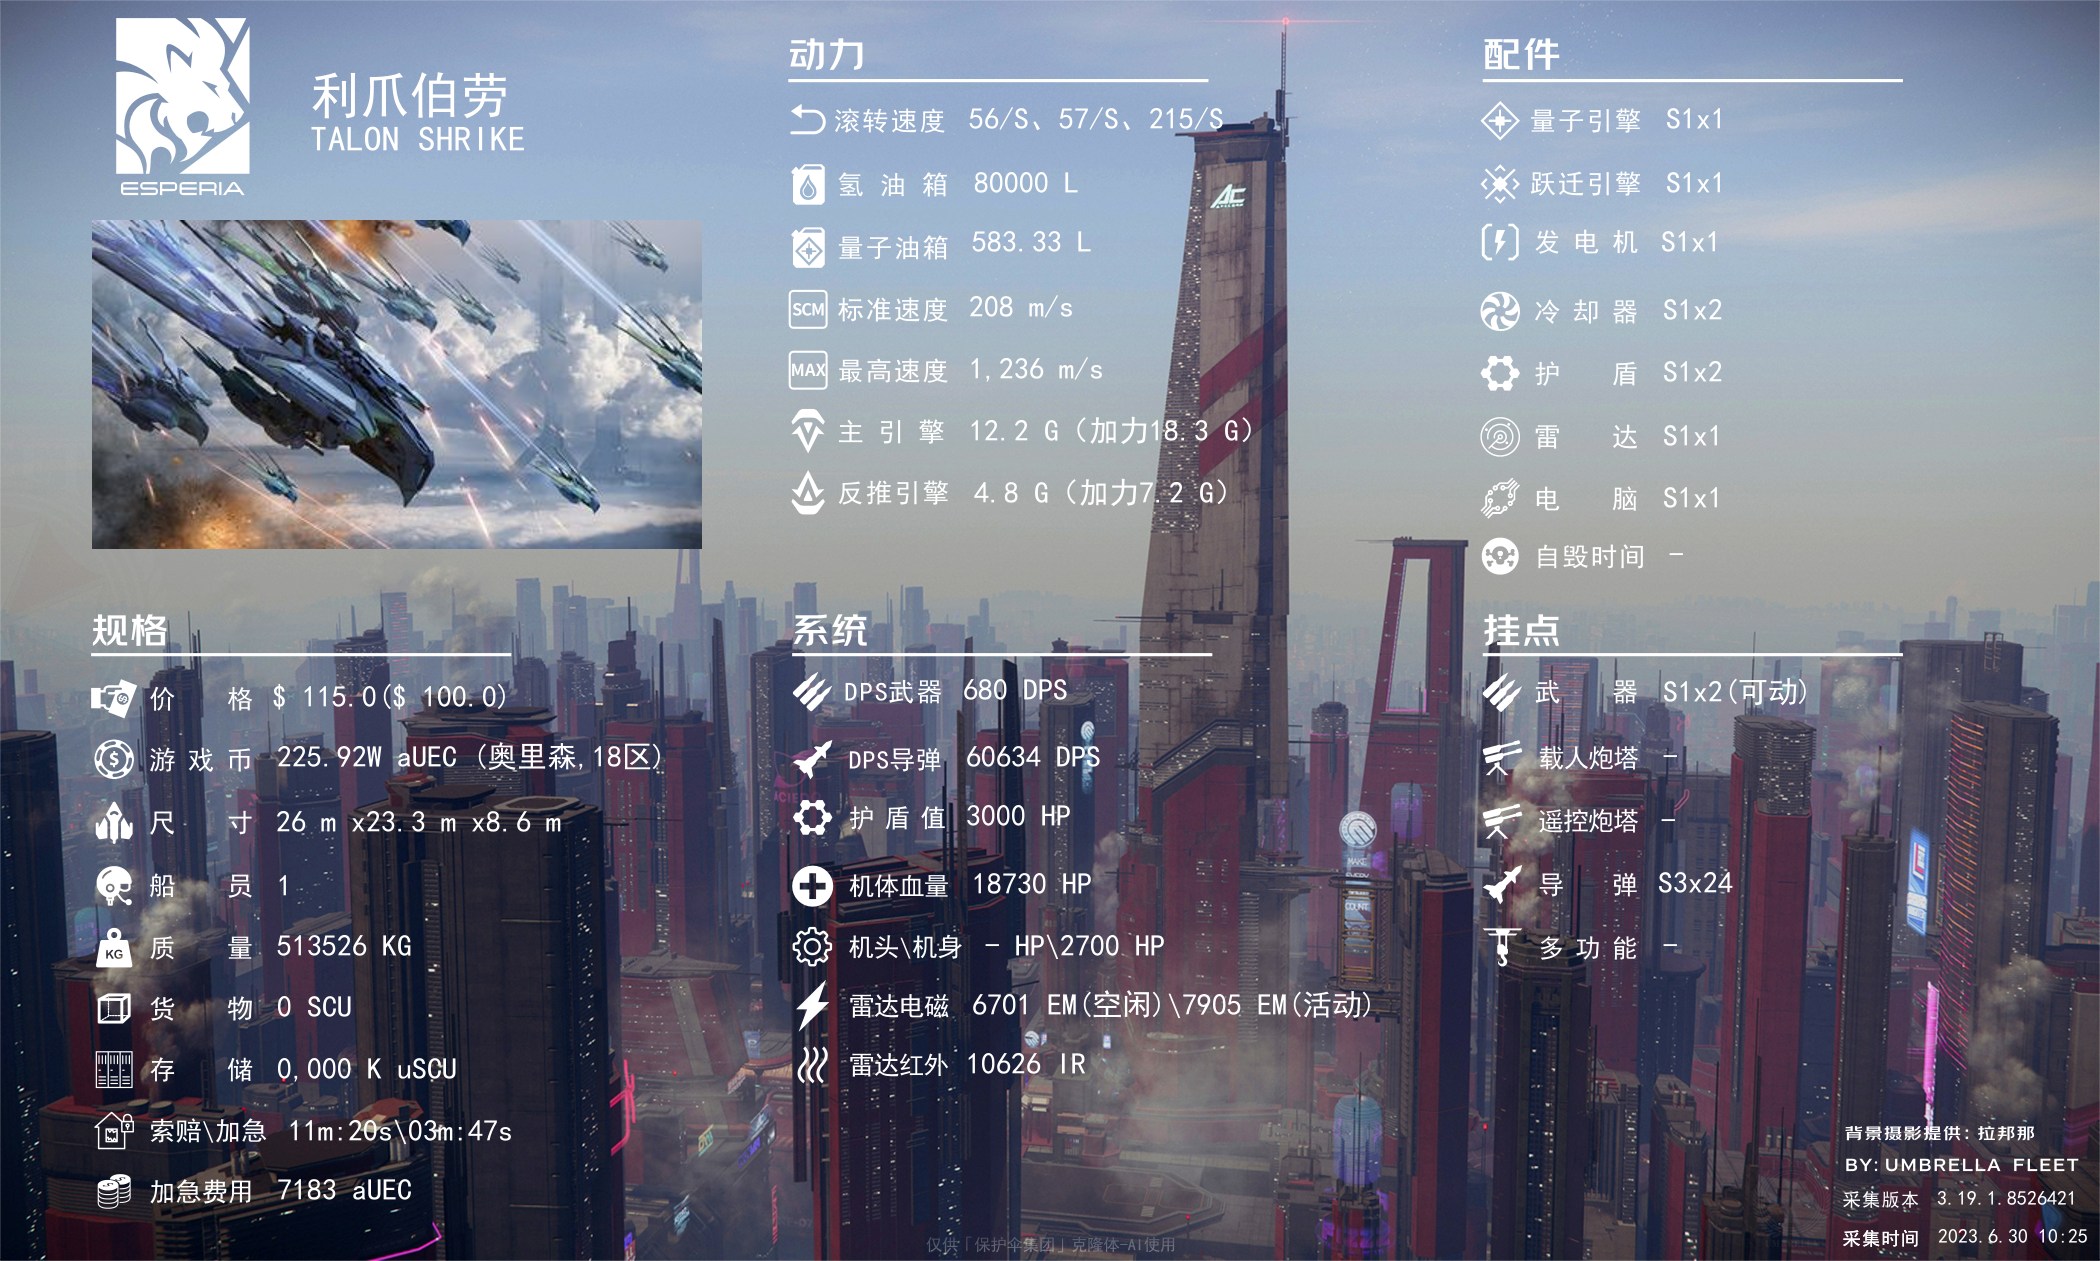 ESPERIA
利爪伯劳
TALON SHRIKE
动力
滚转速度 56/S、57/S、215/S
氢油箱 80000 L
量子油箱 583.33 L
SCM 标准速度 208 m/s
MAX 最高速度 1,236 m/s
主引擎 12.2 G（加力18.3 G）
反推引擎 4.8 G（加力7.2 G）
配件
量子引擎 S1x1
跃迁引擎 S1x1
发电机 S1x1
冷却器 S1x2
护盾 S1x2
雷达 S1x1
电脑 S1x1
自毁时间 -
规格
价格 $ 115.0($ 100.0)
游戏币 225.92W aUEC (奥里森,18区)
尺寸 26 m x23.3 m x8.6 m
船员 1
KG 质量 513526 KG
货物 0 SCU
存储 0,000 K uSCU
索赔\加急 11m:20s\03m:47s
加急费用 7183 aUEC
系统
DPS武器 680 DPS
DPS导弹 60634 DPS
护盾值 3000 HP
机体血量 18730 HP
机头\机身 - HP\2700 HP
雷达电磁 6701 EM(空闲)\7905 EM(活动)
雷达红外 10626 IR
挂点
武器 S1x2(可动)
载人炮塔 -
遥控炮塔 -
导弹 S3x24
多功能 -
AC
背景摄影提供: 拉邦那
BY: UMBRELLA FLEET
采集版本 3.19.1.8526421
采集时间 2023.6.30 10:25
仅供「保护伞集团」克隆体-AI使用